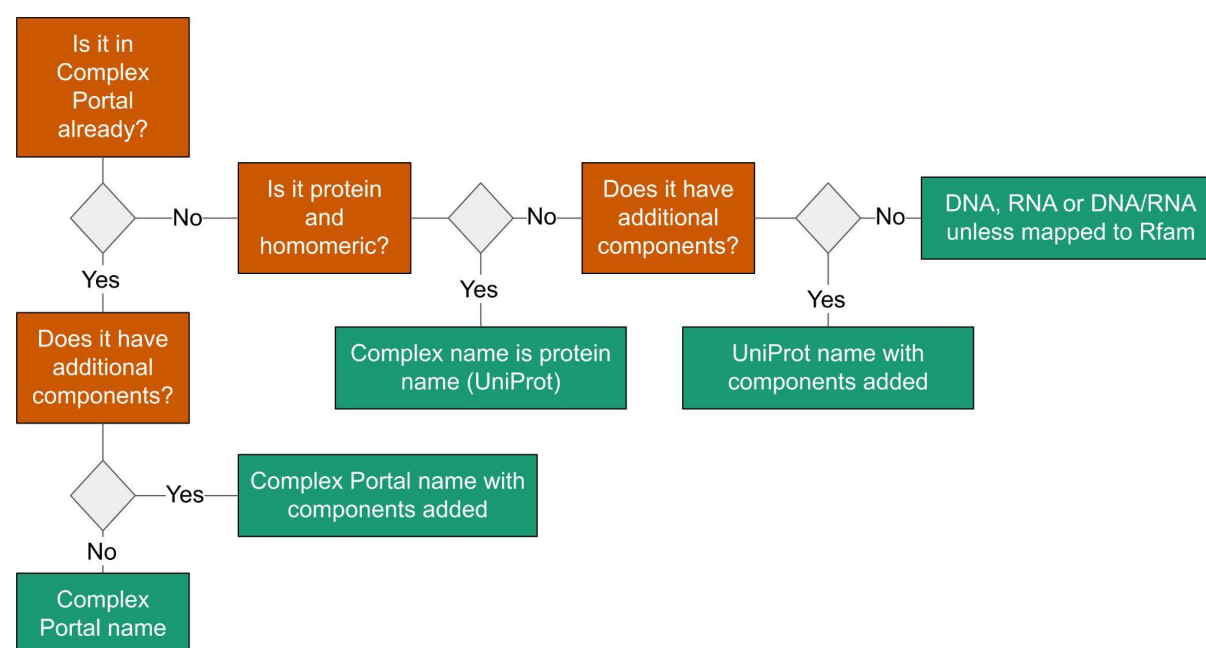 Is it in
Complex
Portal
already?
No
Is it protein
and
homomeric?
No
Does it have
additional
components?
No
DNA, RNA or DNA/RNA
unless mapped to Rfam
Yes
Yes
Yes
Does it have
additional
components?
Complex name is protein
name (UniProt)
UniProt name with
components added
Yes
Complex Portal name with
components added
No
Complex
Portal name